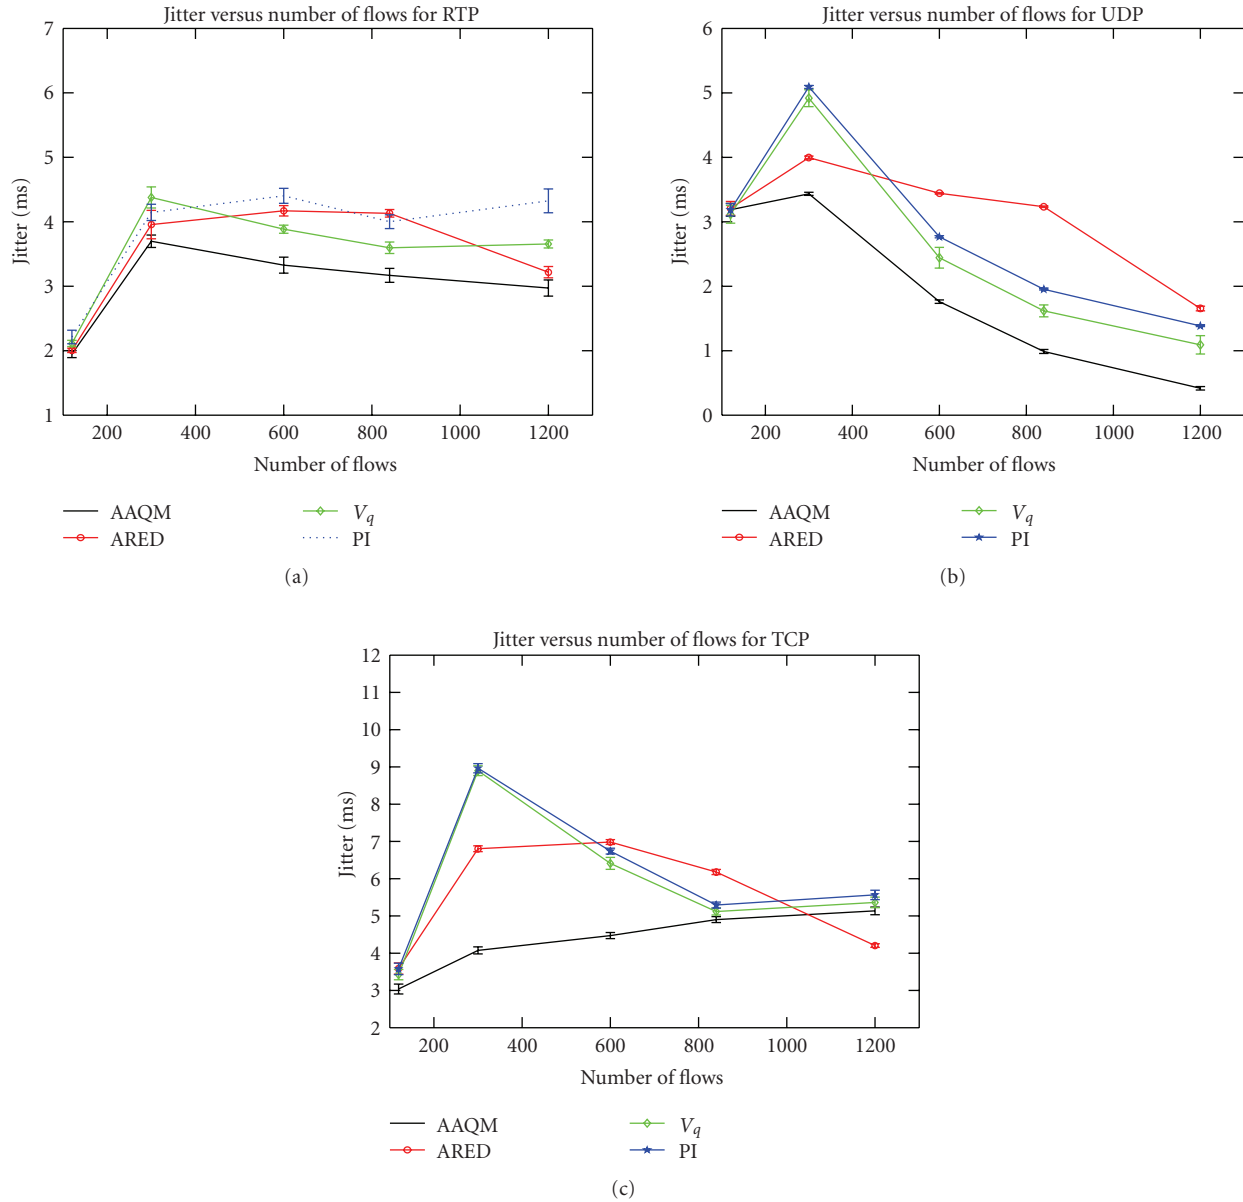 Jitter versus number of flows for RTP
7
6
5
4
3
2
1
Jitter (ms)
200 400 600 800 1000 1200
Number of flows
AAQM
ARED
Vq
PI
(a)
Jitter versus number of flows for UDP
6
5
4
3
2
1
0
Jitter (ms)
200 400 600 800 1000 1200
Number of flows
AAQM
ARED
Vq
PI
(b)
Jitter versus number of flows for TCP
12
11
10
9
8
7
6
5
4
3
2
Jitter (ms)
200 400 600 800 1000 1200
Number of flows
AAQM
ARED
Vq
PI
(c)